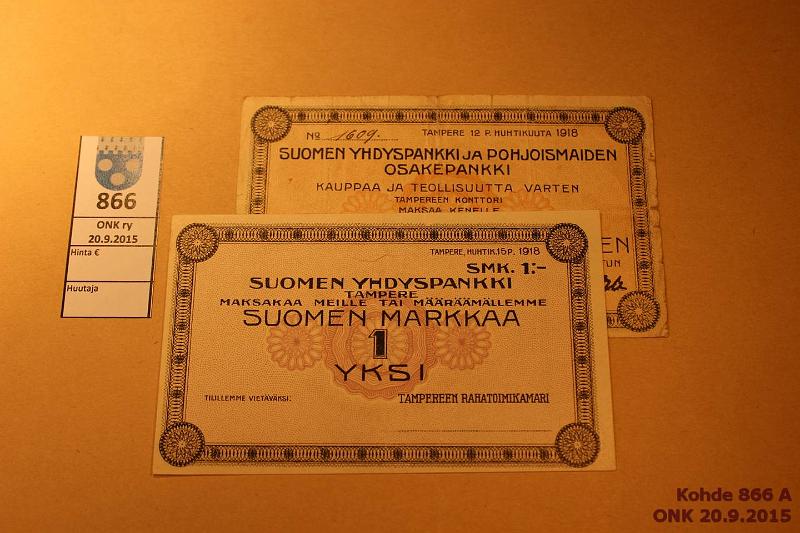 866
ONK ry
20.9.2015
Hinta €
Huutaja
No 1609.
TAMPERE 12 P. HUHTIKUUTA 1918
SUOMEN YHDYSPANKKI JA POHJOISMAIDEN
OSAKEPANKKI
KAUPPAA JA TEOLLISUUTTA VARTEN
TAMPEREEN KONTTORI
MAKSAA KENELLE
TAMPERE, HUHTIK.15 P. 1918
SMK. 1:-
SUOMEN YHDYSPANKKI
TAMPERE
MAKSAKAA MEILLE TAI MÄÄRÄÄMÄLLEMME
SUOMEN MARKKAA
1
YKSI
TILILLEMME VIETÄVÄKSI:
TAMPEREEN RAHATOIMIKAMARI
Kohde 866 A
ONK 20.9.2015